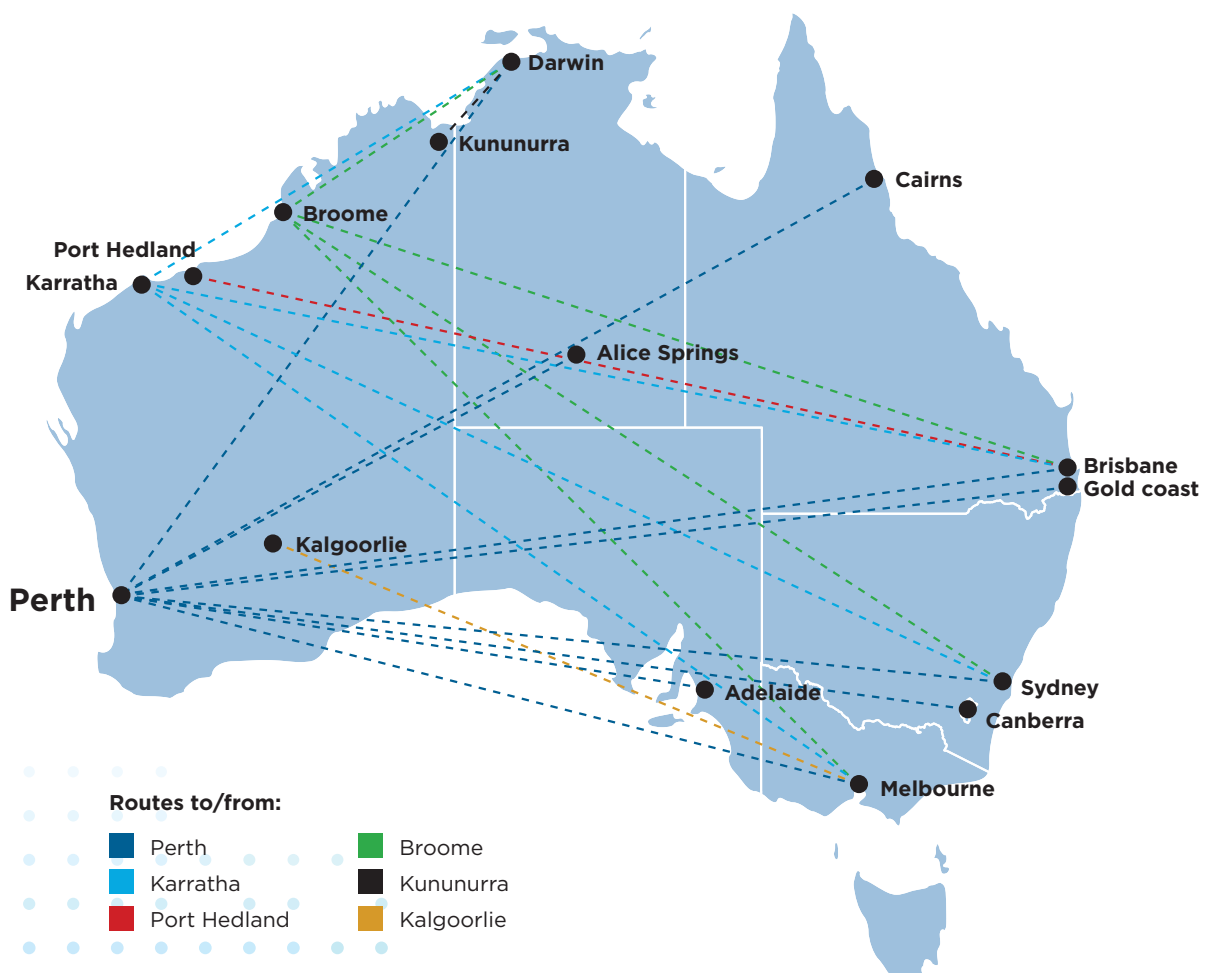 Darwin
Kununurra
Cairns
Broome
Port Hedland
Karratha
Alice Springs
Brisbane
Gold coast
Kalgoorlie
Perth
Sydney
Adelaide
Canberra
Melbourne
Routes to/from:
Perth
Karratha
Port Hedland
Broome
Kununurra
Kalgoorlie